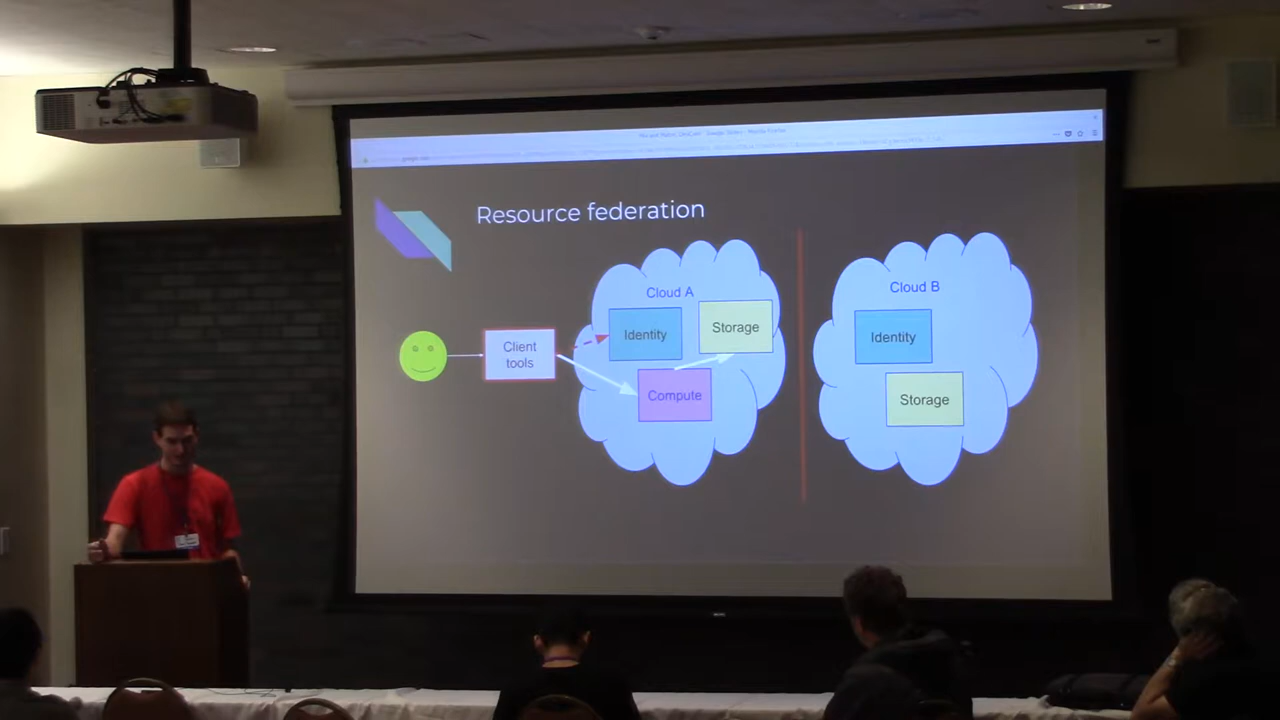 Resource federation
Cloud A
Cloud B
Identity
Storage
Identity
Client
tools
Compute
Storage